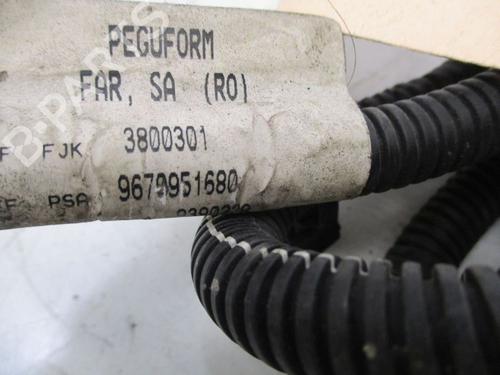 PEGUFORM
FAR, SA (RO)
F FJK 3800301
PSA 9679951680
B-PARTS